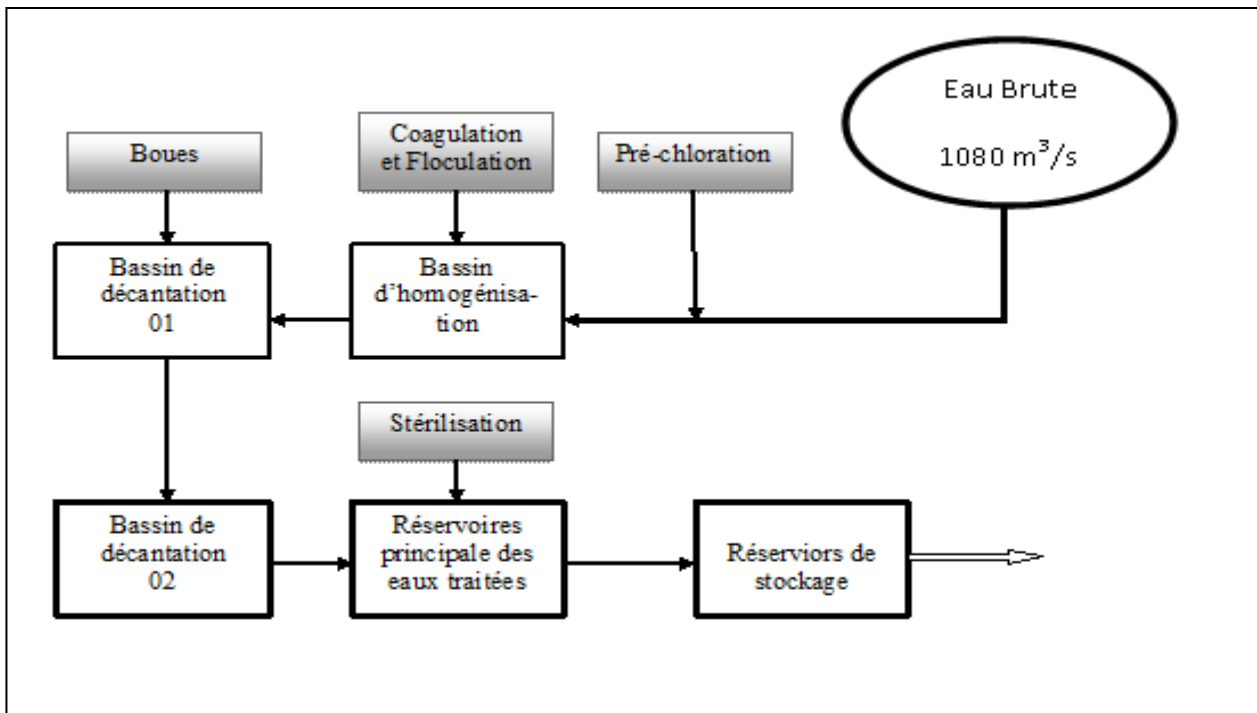 Eau Brute
1080 m³/s
Boues
Coagulation
et Floculation
Pré-chloration
Bassin de
décantation
01
Bassin
d'homogénisa-
tion
Stérilisation
Bassin de
décantation
02
Réservoires
principale des
eaux traitées
Réserviors de
stockage